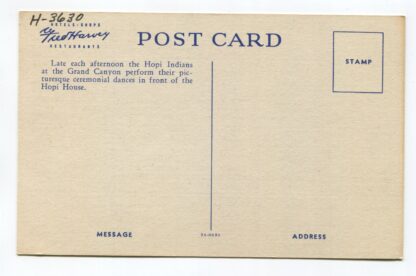 H-3630
HOTELS · SHOPS
Fred Harvey
RESTAURANTS
POST CARD
Late each afternoon the Hopi Indians
at the Grand Canyon perform their pic-
turesque ceremonial dances in front of the
Hopi House.
STAMP
MESSAGE
ADDRESS